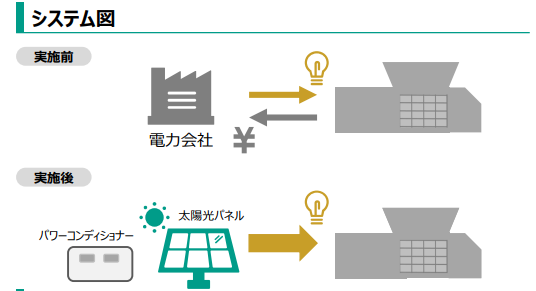 システム図
実施前
電力会社
¥
実施後
太陽光パネル
パワーコンディショナー